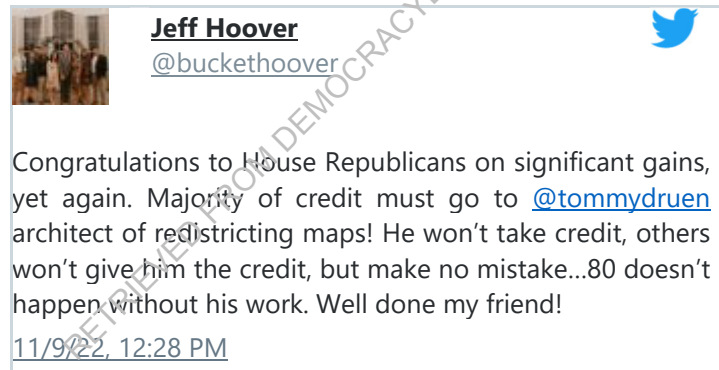 Jeff Hoover
@buckethoover
Congratulations to House Republicans on significant gains,
yet again. Majority of credit must go to @tommydruen
architect of redistricting maps! He won’t take credit, others
won’t give him the credit, but make no mistake…80 doesn’t
happen without his work. Well done my friend!
11/9/22, 12:28 PM
RETRIEVED FROM DEMOCRACY